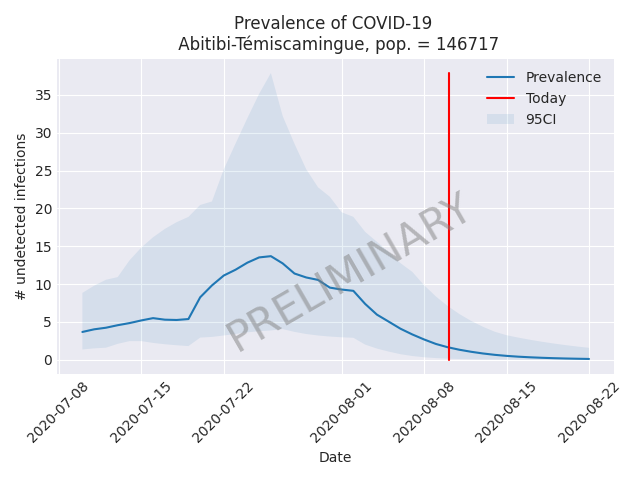 Prevalence of COVID-19
Abitibi-Témiscamingue, pop. = 146717
Prevalence
Today
95CI
# undetected infections
35
30
25
20
15
10
5
0
PRELIMINARY
2020-07-08
2020-07-15
2020-07-22
2020-08-01
2020-08-08
2020-08-15
2020-08-22
Date